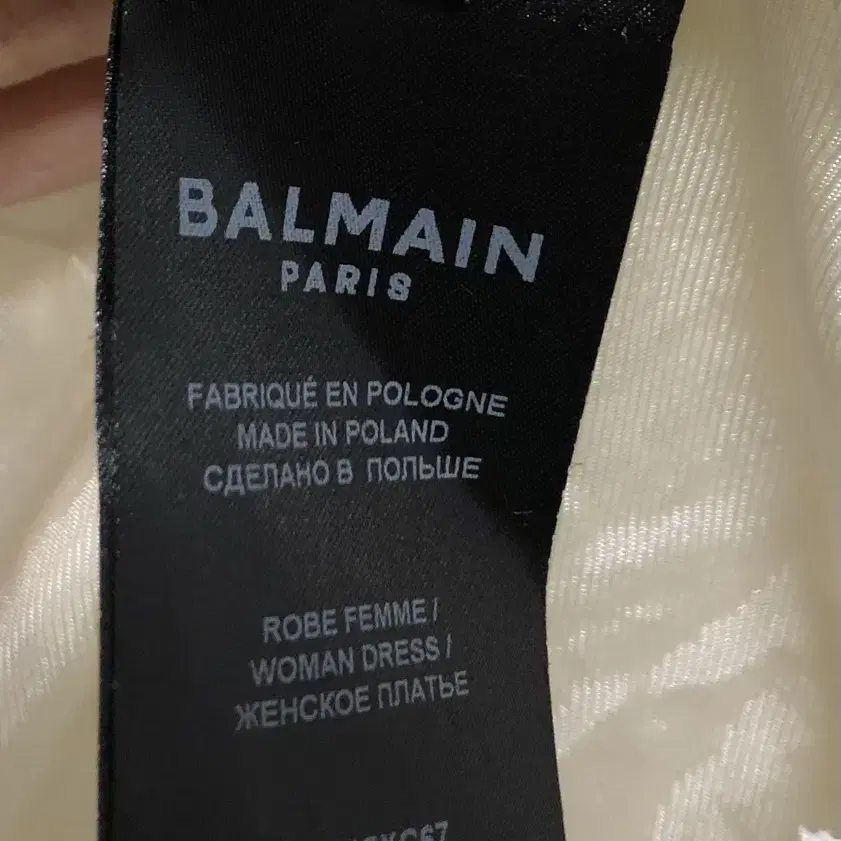 BALMAIN
PARIS
FABRIQUÉ EN POLOGNE
MADE IN POLAND
СДЕЛАНО В ПОЛЬШЕ
ROBE FEMME/
WOMAN DRESS/
ЖЕНСКОЕ ПЛАТЬЕ